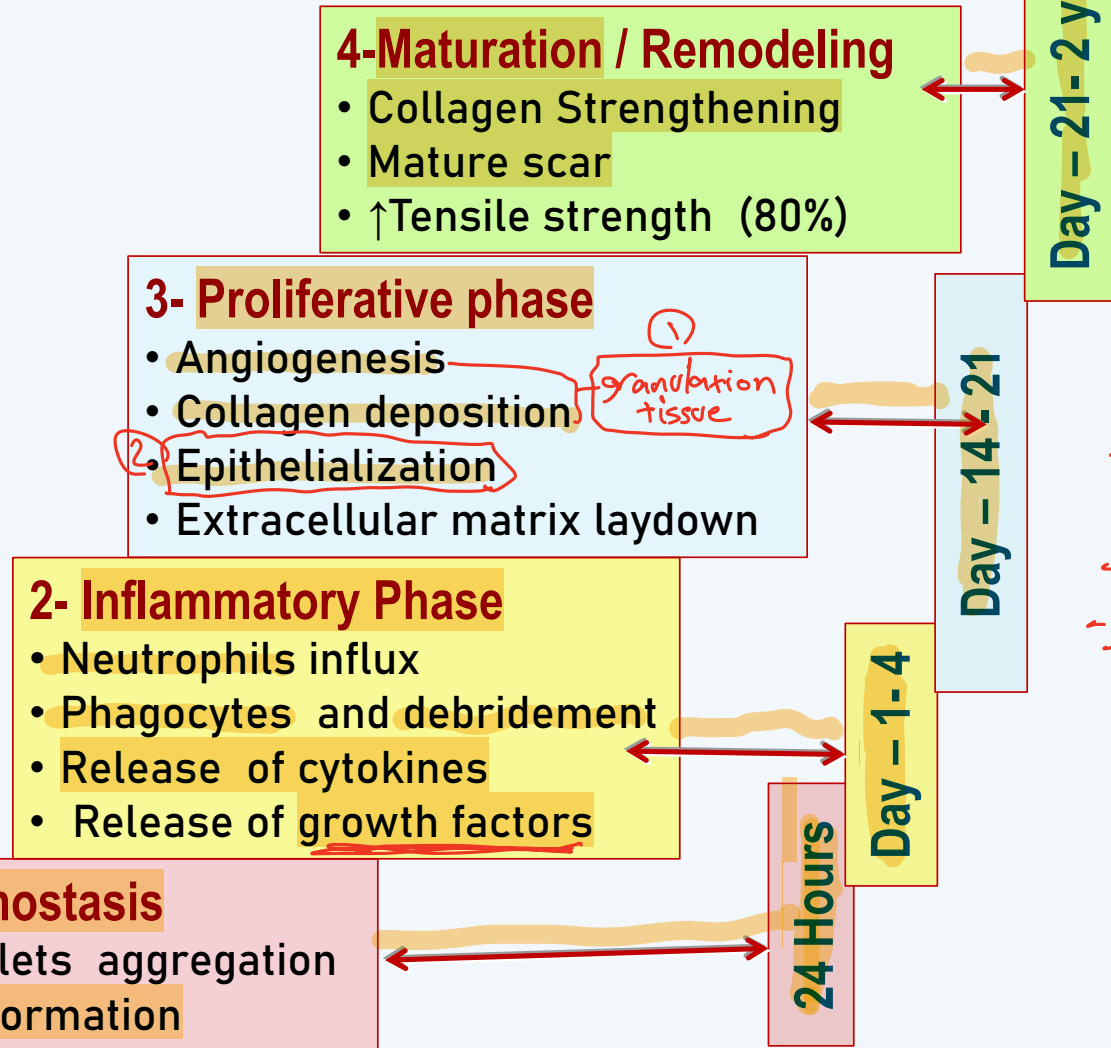 4-Maturation / Remodeling
• Collagen Strengthening
• Mature scar
• ↑Tensile strength (80%)
Day – 21- 2 y
3- Proliferative phase
• Angiogenesis
• Collagen deposition
• Epithelialization
• Extracellular matrix laydown
1
granulation
tissue
2
Day – 14 - 21
2- Inflammatory Phase
• Neutrophils influx
• Phagocytes and debridement
• Release of cytokines
• Release of growth factors
Day – 1- 4
nostasis
lets aggregation
ormation
24 Hours